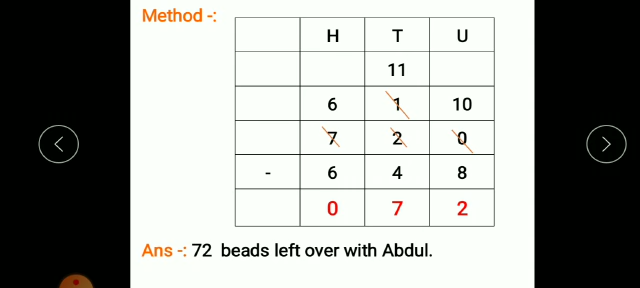 Method -:
H T U
11
6 1 10
7 2 0
- 6 4 8
0 7 2
Ans -: 72 beads left over with Abdul.